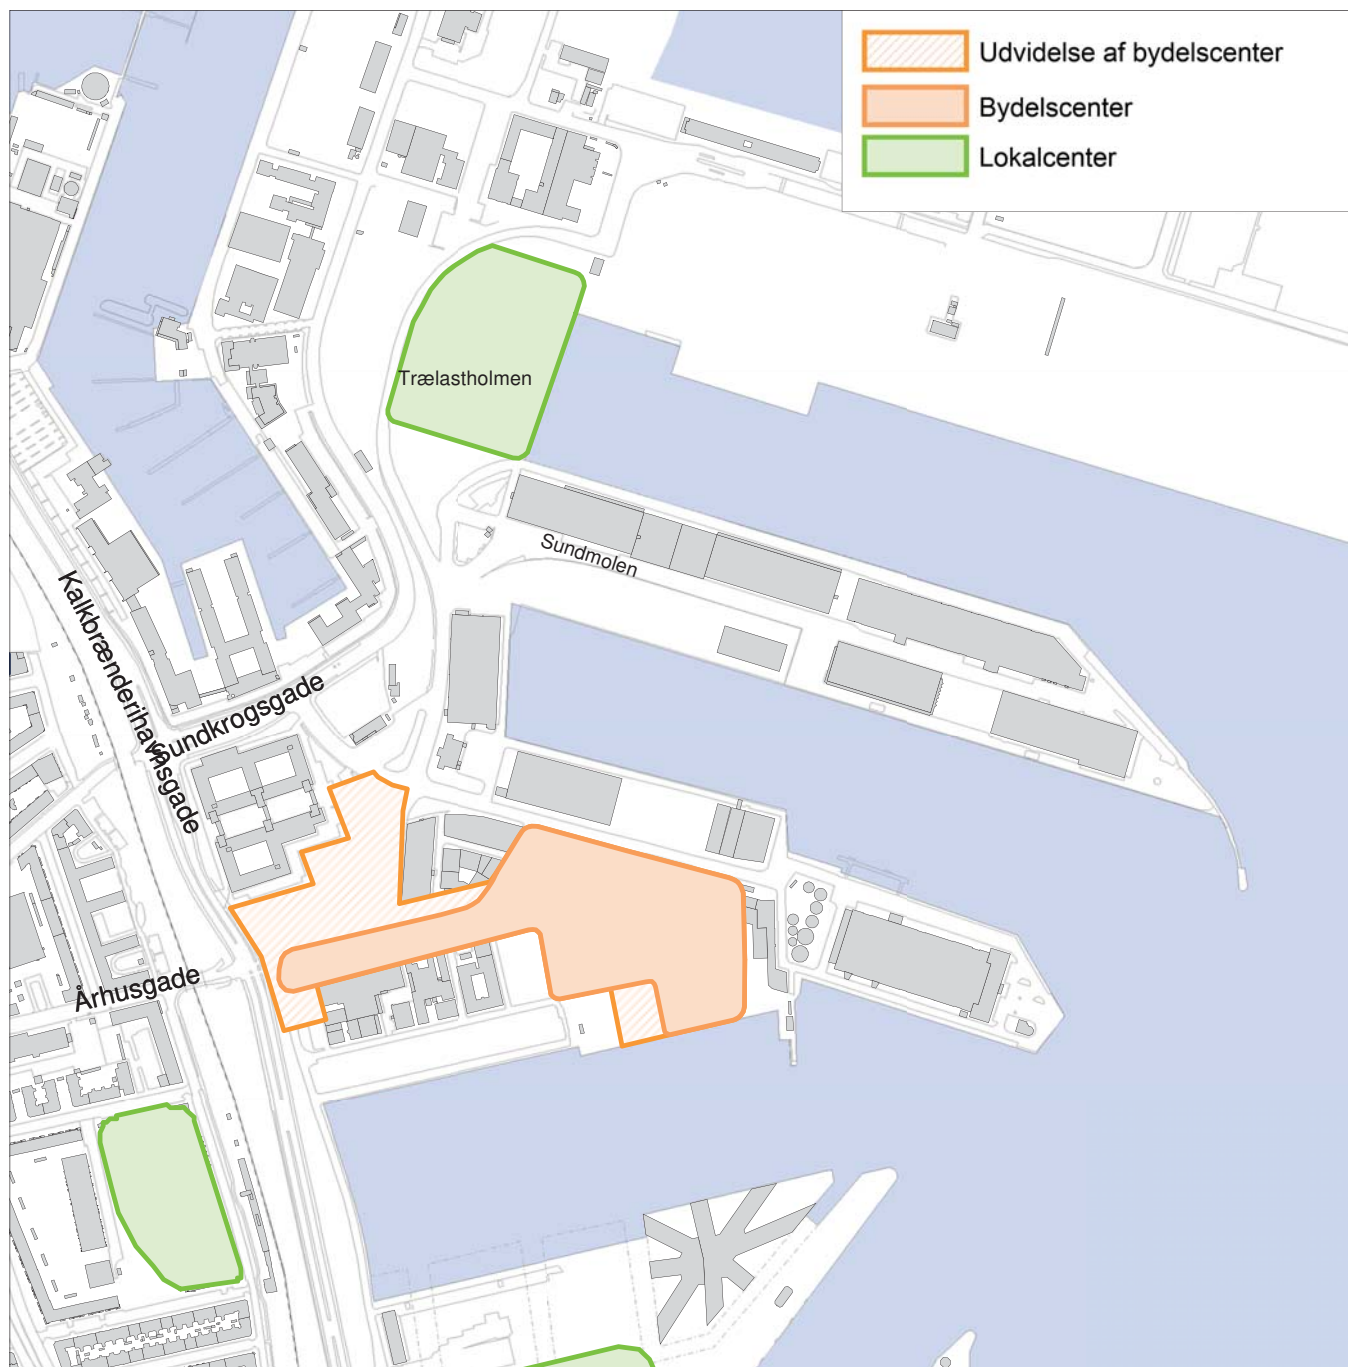 Udvidelse af bydelscenter
Bydelscenter
Lokalcenter
Trælastholmen
Sundmolen
Kalkbrænderihavnsgade
Sundkrogsgade
Århusgade